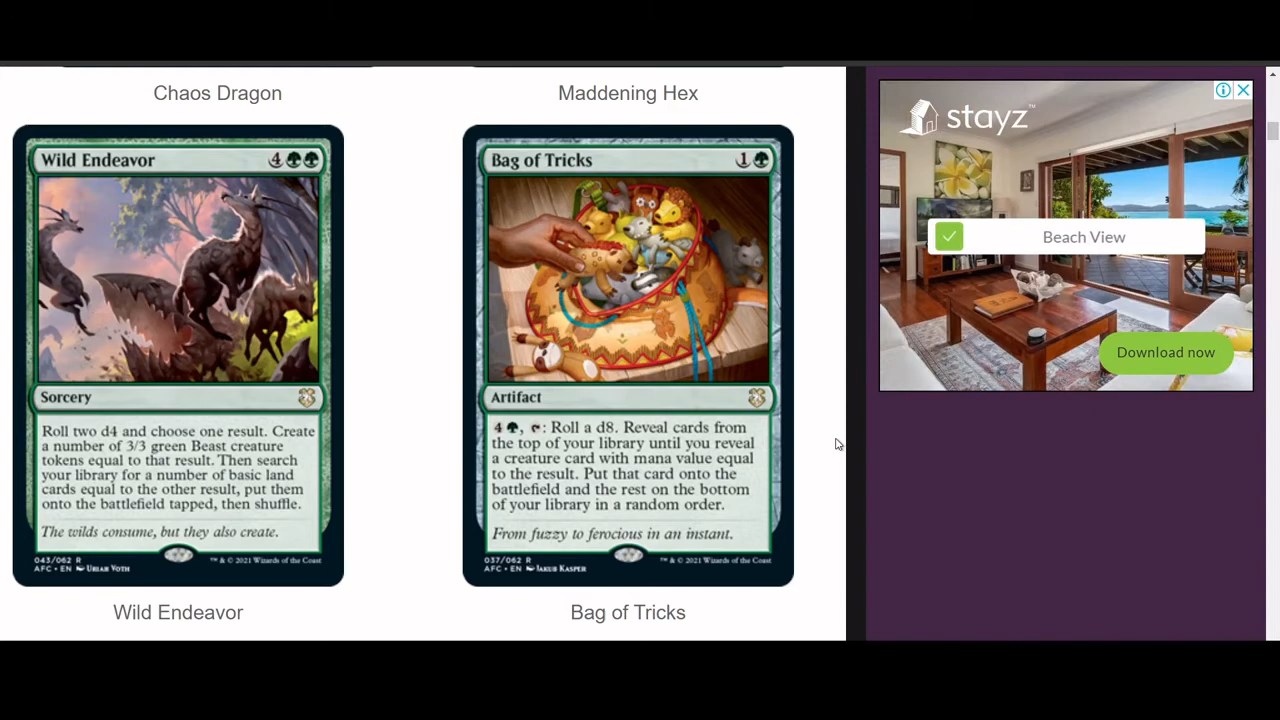 Chaos Dragon
Maddening Hex
Wild Endeavor 4
Sorcery
Roll two d4 and choose one result. Create
a number of 3/3 green Beast creature
tokens equal to that result. Then search
your library for a number of basic land
cards equal to the other result, put them
onto the battlefield tapped, then shuffle.
The wilds consume, but they also create.
043/062 R
AFC • EN Uriah Voth
™ & © 2021 Wizards of the Coast
Wild Endeavor
Bag of Tricks 1
Artifact
4 , : Roll a d8. Reveal cards from
the top of your library until you reveal
a creature card with mana value equal
to the result. Put that card onto the
battlefield and the rest on the bottom
of your library in a random order.
From fuzzy to ferocious in an instant.
037/062 R
AFC • EN Jakub Kasper
™ & © 2021 Wizards of the Coast
Bag of Tricks
stayz™
Beach View
Download now